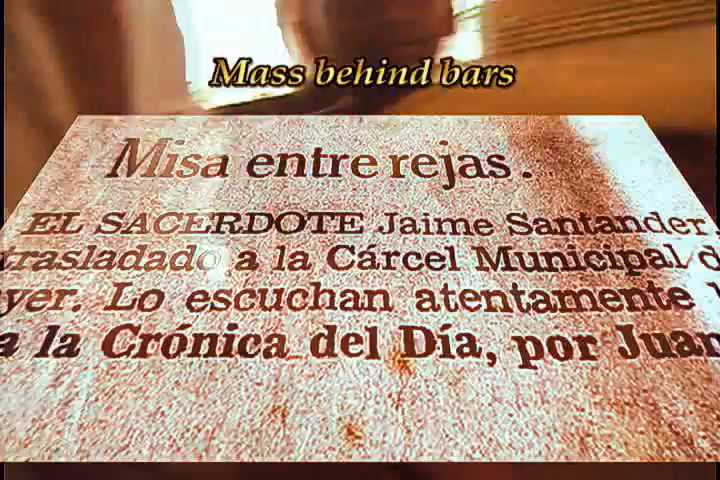 Mass behind bars
Misa entre rejas.
EL SACERDOTE Jaime Santander
trasladado a la Cárcel Municipal d
yer. Lo escuchan atentamente
a la Crónica del Día, por Juan